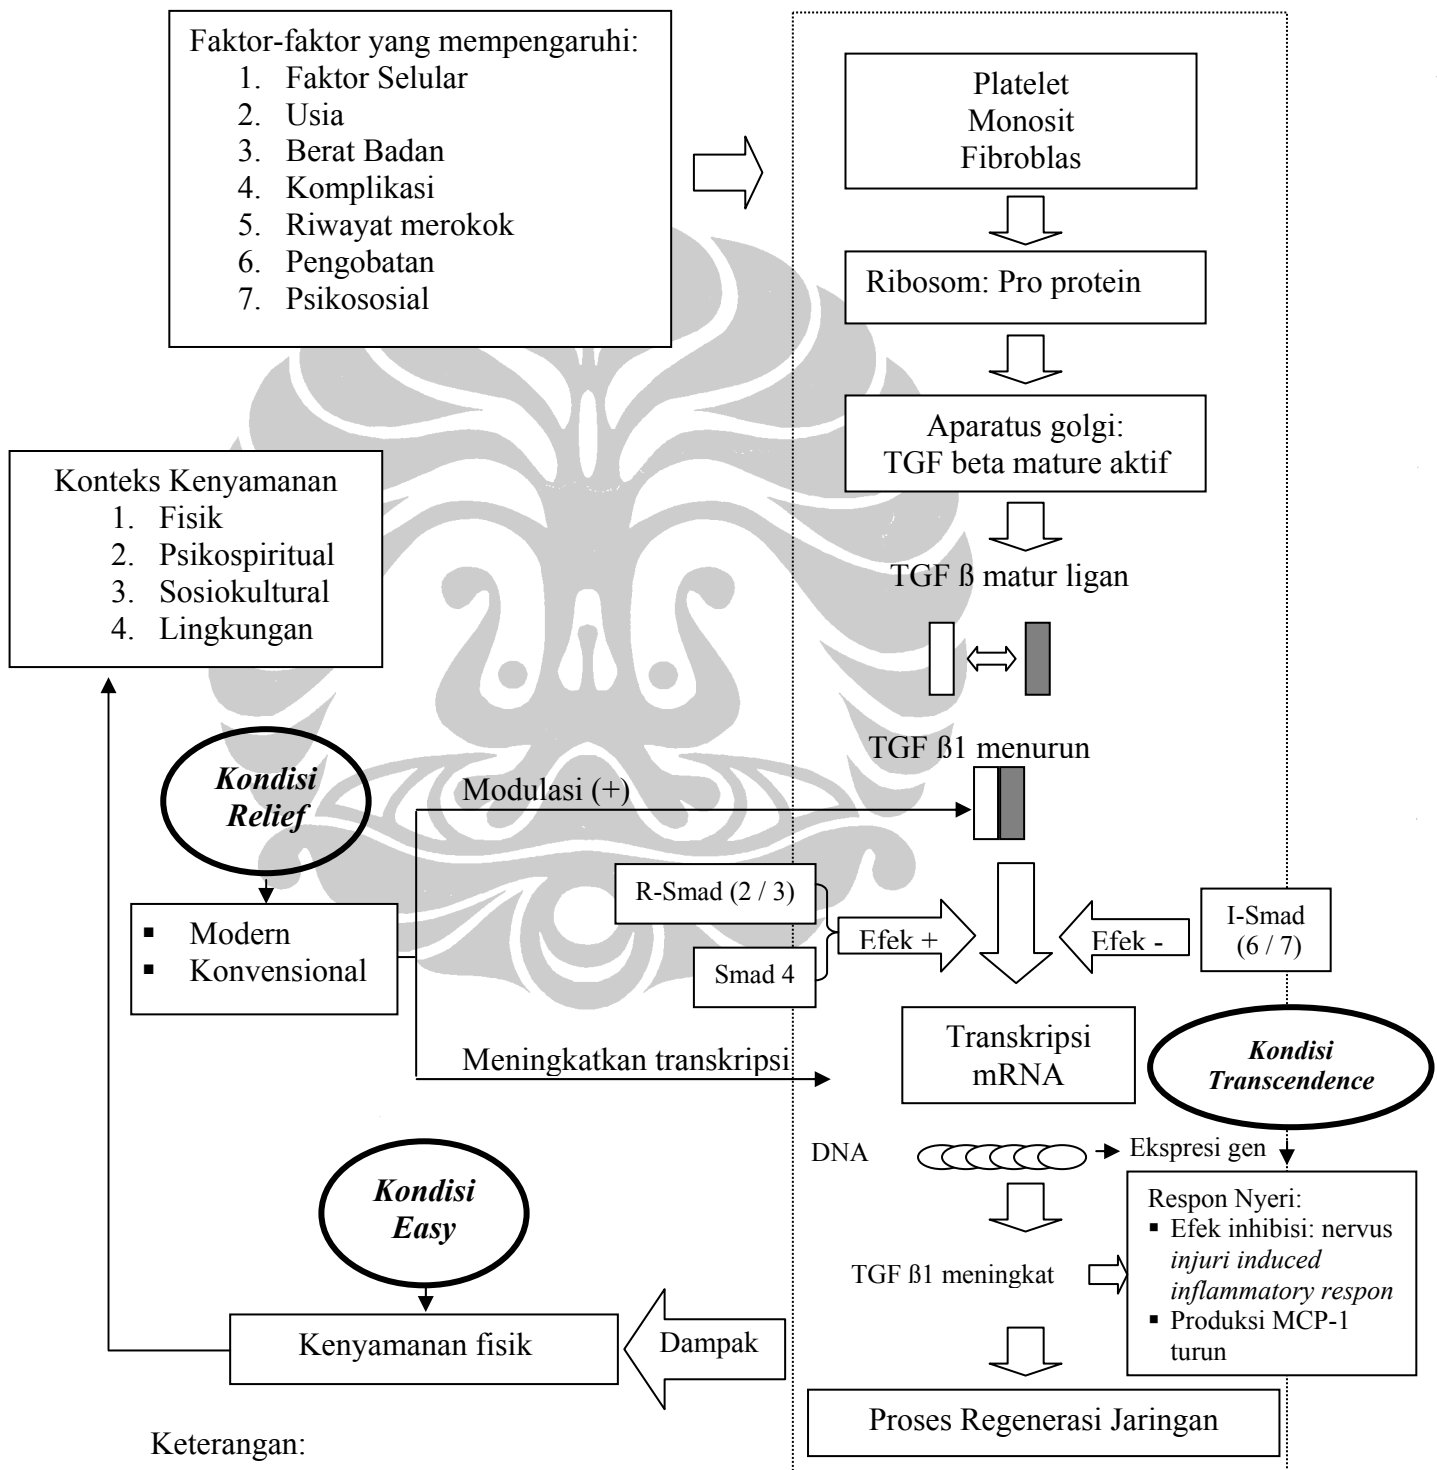 Faktor-faktor yang mempengaruhi:
1. Faktor Selular
2. Usia
3. Berat Badan
4. Komplikasi
5. Riwayat merokok
6. Pengobatan
7. Psikososial
Platelet
Monosit
Fibroblas
Ribosom: Pro protein
Aparatus golgi:
TGF beta mature aktif
TGF ß matur ligan
Konteks Kenyamanan
1. Fisik
2. Psikospiritual
3. Sosiokultural
4. Lingkungan
TGF ß1 menurun
Kondisi
Relief
Modulasi (+)
▪ Modern
▪ Konvensional
R-Smad (2 / 3)
Smad 4
Efek +
Efek -
I-Smad
(6 / 7)
Meningkatkan transkripsi
Transkripsi
mRNA
Kondisi
Transcendence
DNA
Ekspresi gen
Kondisi
Easy
TGF ß1 meningkat
Respon Nyeri:
▪ Efek inhibisi: nervus
injuri induced
inflammatory respon
▪ Produksi MCP-1
turun
Kenyamanan fisik
Dampak
Proses Regenerasi Jaringan
Keterangan: